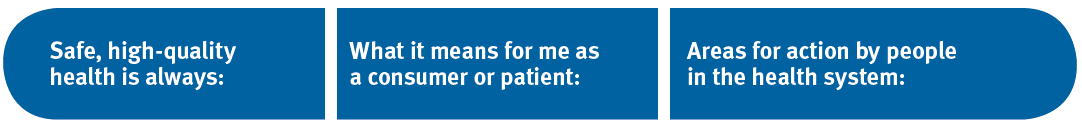 Safe, high-quality
health is always:
What it means for me as
a consumer or patient:
Areas for action by people
in the health system: